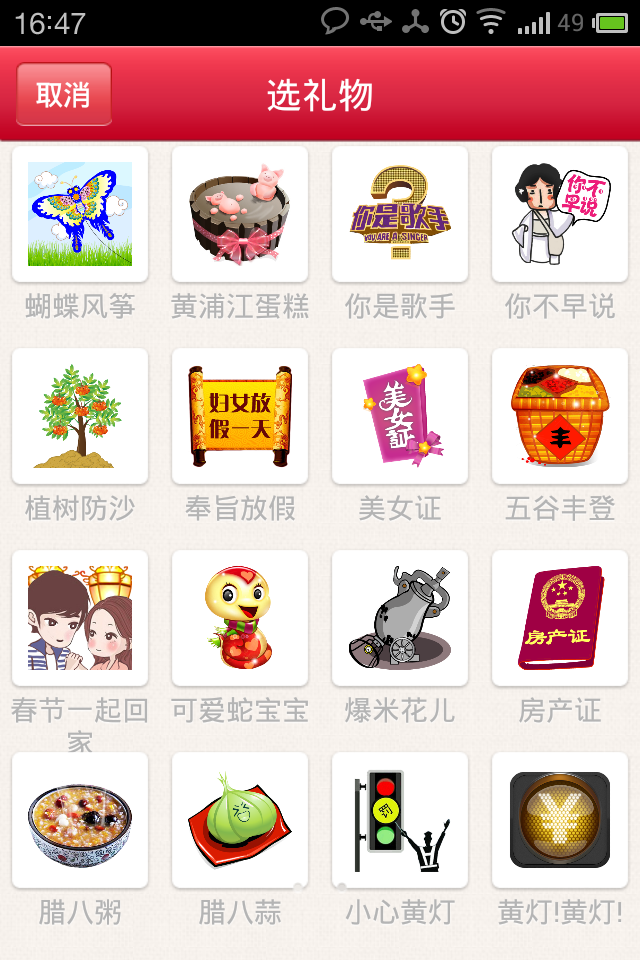 16:47
49
取消
选礼物
你是歌手
YOU ARE A SINGER
你不
早说
蝴蝶风筝
黄浦江蛋糕
你是歌手
你不早说
妇女放
假一天
美女証
丰
植树防沙
奉旨放假
美女证
五谷丰登
房产证
春节一起回
家
可爱蛇宝宝
爆米花儿
房产证
罚
¥
腊八粥
腊八蒜
小心黄灯
黄灯!黄灯!